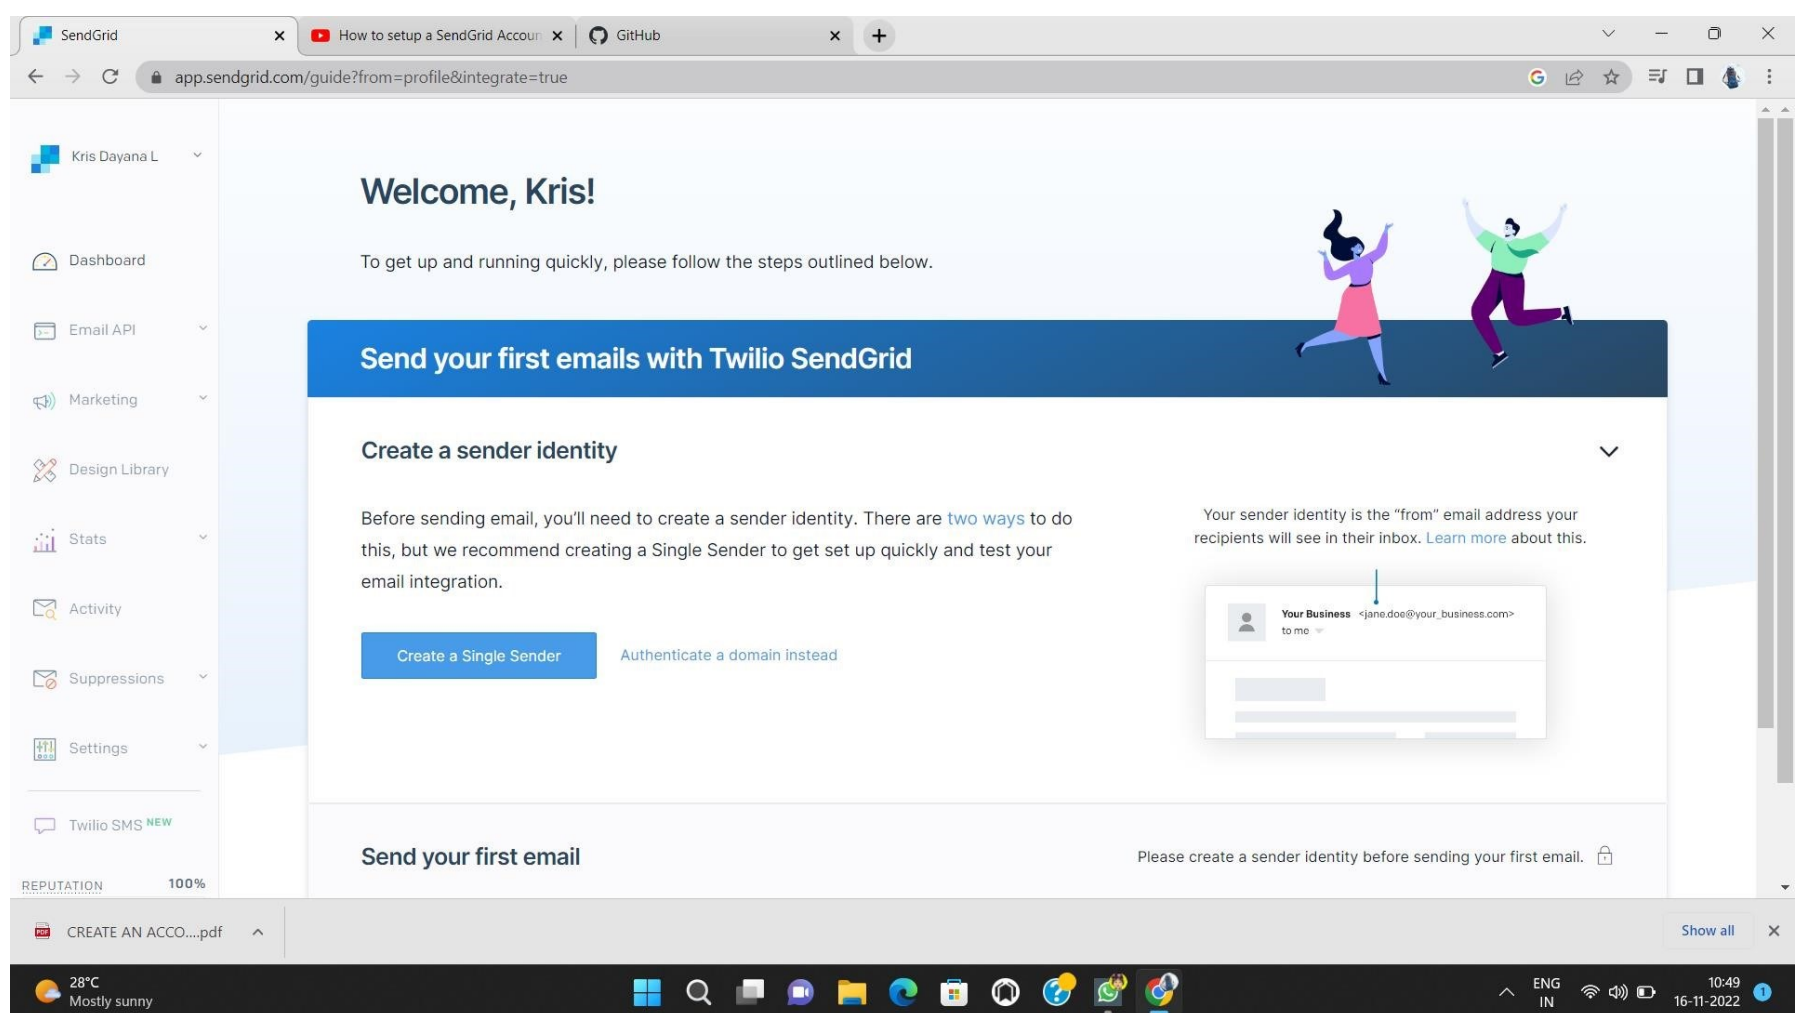 SendGrid
How to setup a SendGrid Accoun
GitHub
app.sendgrid.com/guide?from=profile&integrate=true
Kris Dayana L
Dashboard
Email API
Marketing
Design Library
Stats
Activity
Suppressions
Settings
Twilio SMS NEW
REPUTATION 100%
Welcome, Kris!
To get up and running quickly, please follow the steps outlined below.
Send your first emails with Twilio SendGrid
Create a sender identity
Before sending email, you'll need to create a sender identity. There are two ways to do
this, but we recommend creating a Single Sender to get set up quickly and test your
email integration.
Create a Single Sender
Authenticate a domain instead
Your sender identity is the “from” email address your
recipients will see in their inbox. Learn more about this.
Your Business <jane.doe@your_business.com>
to me
Send your first email
Please create a sender identity before sending your first email.
CREATE AN ACCO....pdf
Show all
28°C
Mostly sunny
ENG
IN
10:49
16-11-2022
1